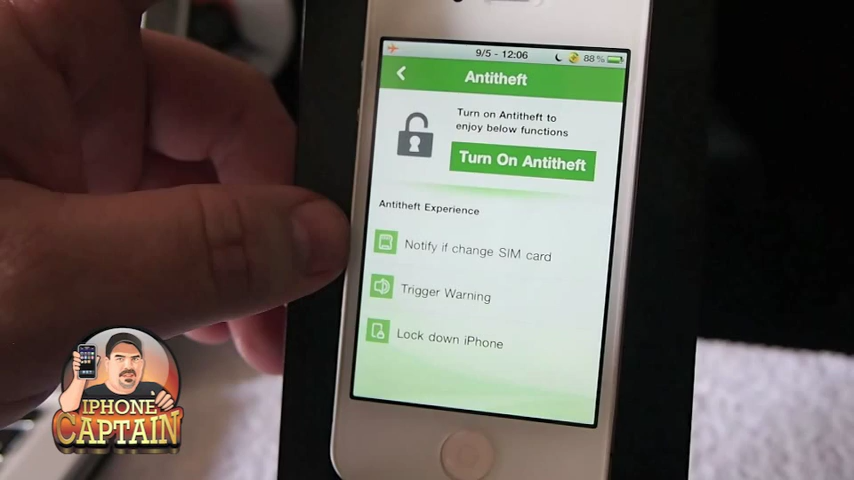 9/5 - 12:06
88 %
Antitheft
Turn on Antitheft to
enjoy below functions
Turn On Antitheft
Antitheft Experience
Notify if change SIM card
Trigger Warning
Lock down iPhone
IPHONE
CAPTAIN